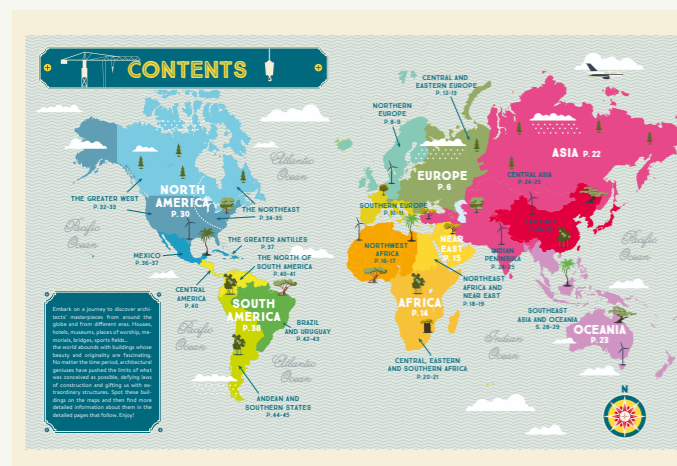 CONTENTS
CENTRAL AND
EASTERN EUROPE
P. 12-13
NORTHERN
EUROPE
P. 8-9
ASIA P. 22
Atlantic
Ocean
EUROPE
P. 6
CENTRAL ASIA
P. 24-25
NORTH
AMERICA
P. 30
THE GREATER WEST
P. 32-33
THE NORTHEAST
P. 34-35
SOUTHERN EUROPE
P. 10-11
Pacific
Ocean
Pacific
Ocean
THE GREATER ANTILLES
P. 37
NORTHWEST
AFRICA
P. 16-17
NEAR
EAST
P. 15
INDIAN
PENINSULA
MEXICO
P. 36-37
THE NORTH OF
SOUTH AMERICA
P. 40-41
NORTHEAST
AFRICA AND
NEAR EAST
P. 18-19
CENTRAL
AMERICA
P. 40
SOUTH
AMERICA
P. 38
AFRICA
P. 14
SOUTHEAST
ASIA AND OCEANIA
OCEANIA
P. 23
BRAZIL
AND URUGUAY
P. 42-43
Pacific
Ocean
Atlantic
Ocean
Indian
Ocean
CENTRAL, EASTERN
AND SOUTHERN AFRICA
P. 20-21
ANDEAN AND
SOUTHERN STATES
P. 44-45
Embark on a journey to discover archi-
tects' masterpieces from around the
globe and from different eras. Houses,
hotels, museums, places of worship, me-
morials, bridges, sports fields...
the world abounds with buildings whose
beauty and originality are fascinating.
No matter the time period, architectural
geniuses have pushed the limits of what
was conceived as possible, defying laws
of construction and gifting us with ex-
traordinary structures. Spot these buil-
dings on the maps and then find more
detailed information about them in the
detailed pages that follow. Enjoy!
N